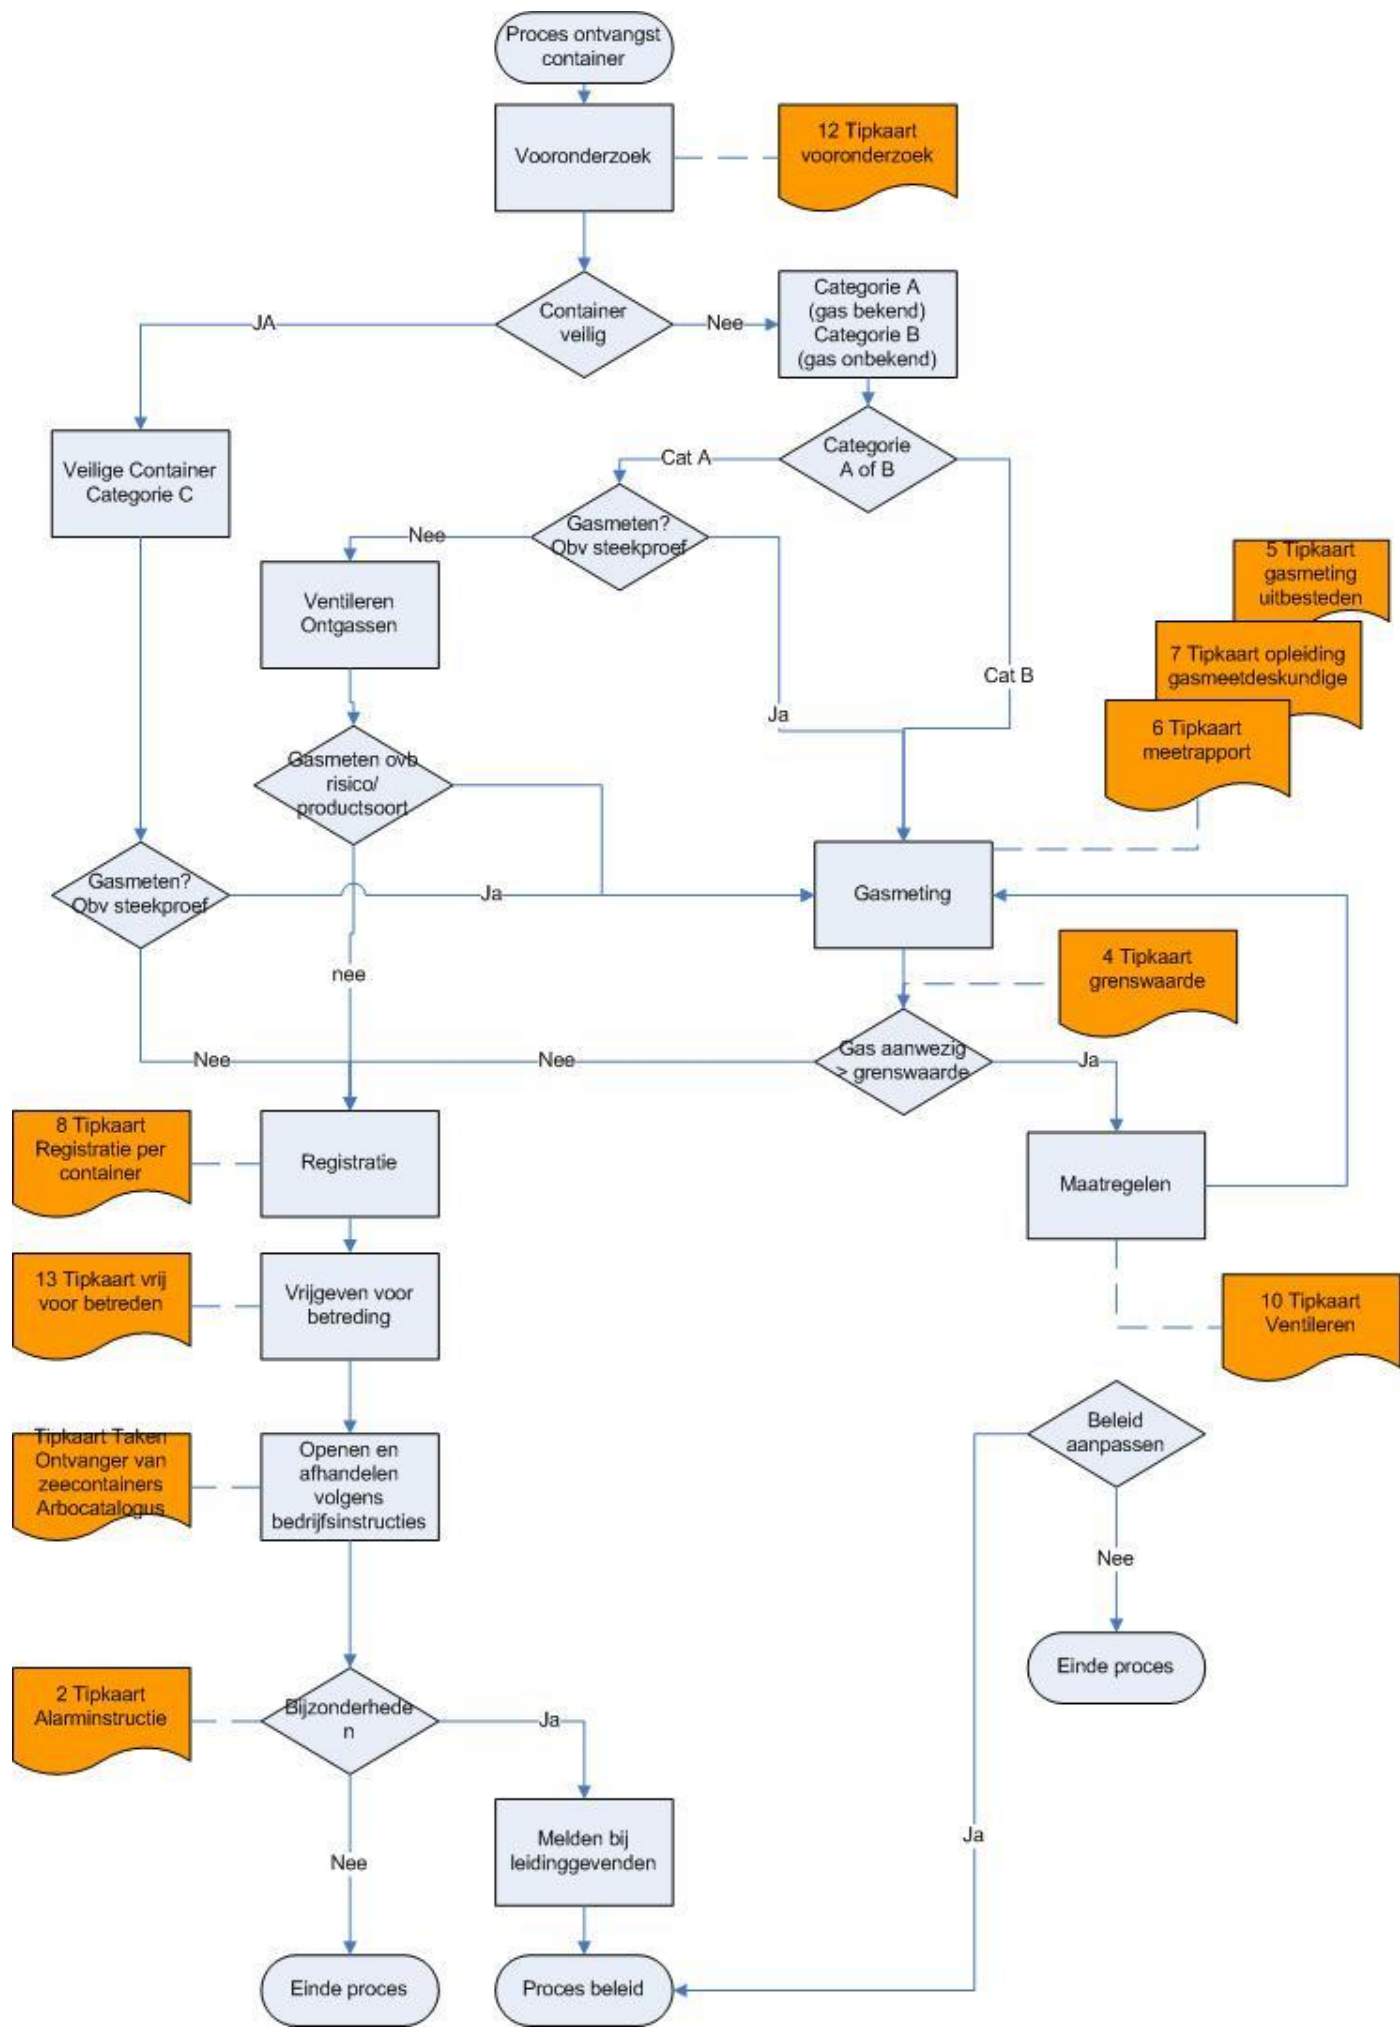 Proces ontvangst
container
Vooronderzoek
12 Tipkaart
vooronderzoek
Container
veilig
JA
Nee
Categorie A
(gas bekend)
Categorie B
(gas onbekend)
Categorie
A of B
Cat A
Veilige Container
Categorie C
Gasmeten?
Obv steekproef
Nee
Ventileren
Ontgassen
5 Tipkaart
gasmeting
uitbesteden
7 Tipkaart opleiding
gasmeetdeskundige
6 Tipkaart
meetrapport
Cat B
Ja
Gasmeten ovb
risico/
productsoort
Gasmeten?
Obv steekproef
Ja
Gasmeting
nee
4 Tipkaart
grenswaarde
Nee
Nee
Gas aanwezig
> grenswaarde
Ja
8 Tipkaart
Registratie per
container
Registratie
Maatregelen
13 Tipkaart vrij
voor betreden
Vrijgeven voor
betreding
10 Tipkaart
Ventileren
Tipkaart Taken
Ontvanger van
zeecontainers
Arbocatalogus
Openen en
afhandelen
volgens
bedrijfsinstructies
Beleid
aanpassen
Nee
Einde proces
2 Tipkaart
Alarminstructie
Bijzonderhede
n
Ja
Melden bij
leidinggevenden
Ja
Nee
Einde proces
Proces beleid